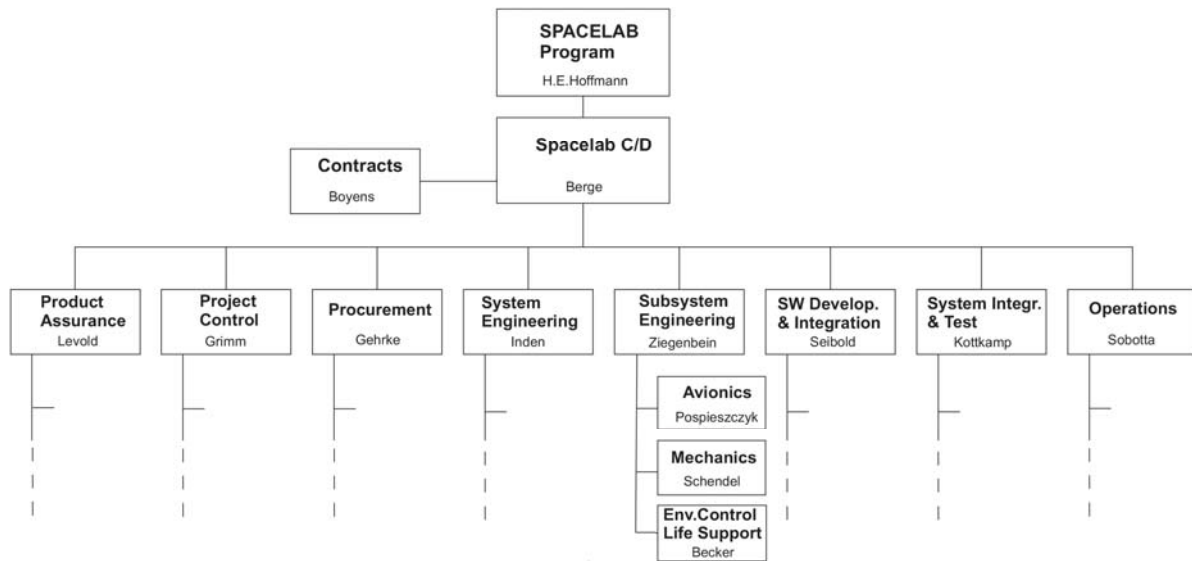 SPACELAB
Program
H.E.Hoffmann
Spacelab C/D
Berge
Contracts
Boyens
Product
Assurance
Levold
Project
Control
Grimm
Procurement
Gehrke
System
Engineering
Inden
Subsystem
Engineering
Ziegenbein
SW Develop.
& Integration
Seibold
System Integr.
& Test
Kottkamp
Operations
Sobotta
Avionics
Pospieszczyk
Mechanics
Schendel
Env.Control
Life Support
Becker